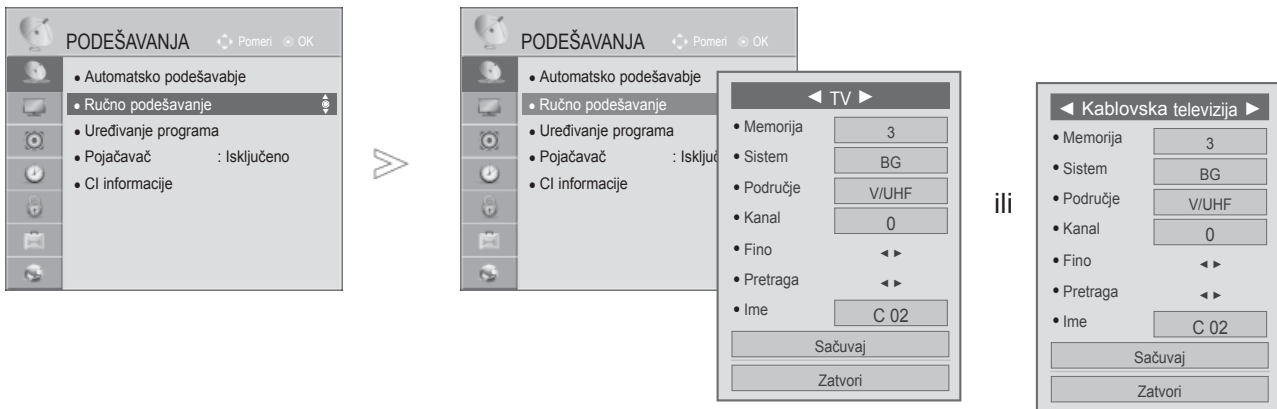 PODEŠAVANJA Pomeri OK
• Automatsko podešavabje
• Ručno podešavanje
• Uređivanje programa
• Pojačavač : Isključeno
• CI informacije
PODEŠAVANJA Pomeri OK
• Automatsko podešavabje
• Ručno podešavanje
• Uređivanje programa
• Pojačavač : Isključ
• CI informacije
◄ TV ►
• Memorija 3
• Sistem BG
• Područje V/UHF
• Kanal 0
• Fino ◄ ►
• Pretraga ◄ ►
• Ime C 02
Sačuvaj
Zatvori
ili
◄ Kablovska televizija ►
• Memorija 3
• Sistem BG
• Područje V/UHF
• Kanal 0
• Fino ◄ ►
• Pretraga ◄ ►
• Ime C 02
Sačuvaj
Zatvori